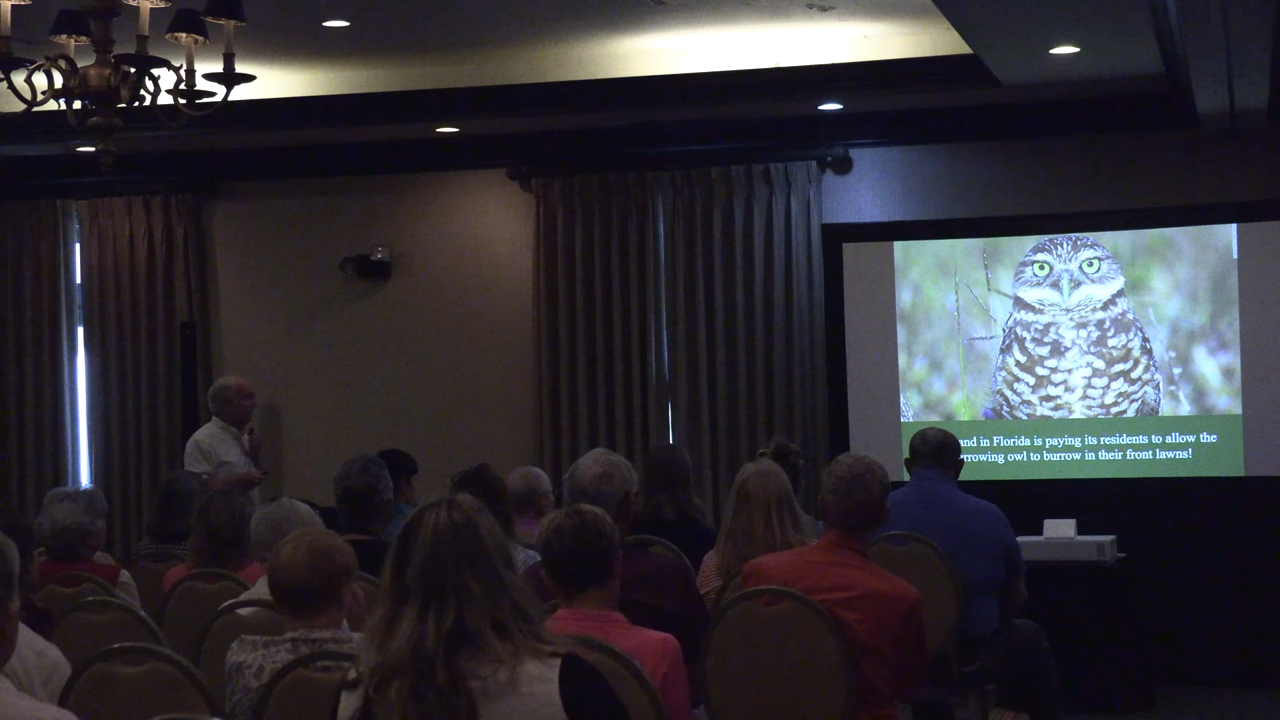 and in Florida is paying its residents to allow the
rrowing owl to burrow in their front lawns!